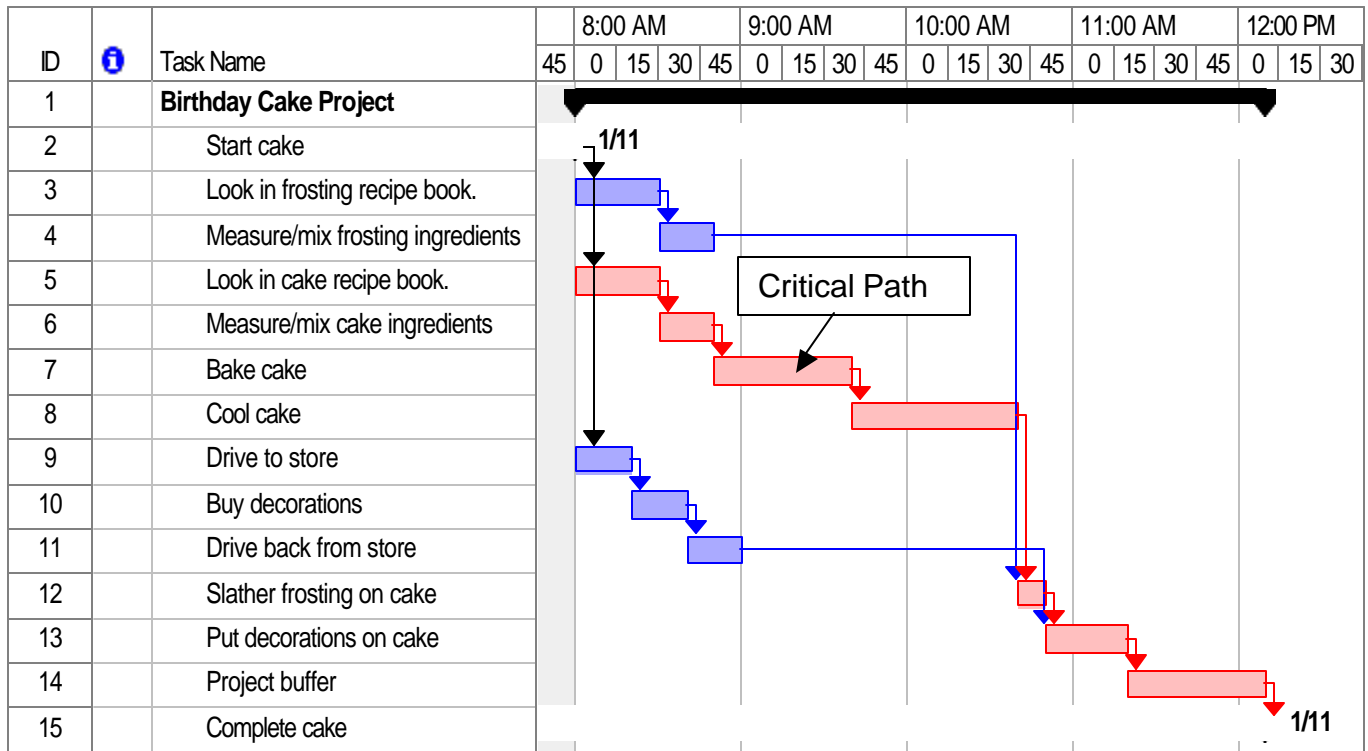 8:00 AM 9:00 AM 10:00 AM 11:00 AM 12:00 PM
ID Task Name 45 0 15 30 45 0 15 30 45 0 15 30 45 0 15 30 45 0 15 30
1 Birthday Cake Project
2 Start cake 1/11
3 Look in frosting recipe book.
4 Measure/mix frosting ingredients
5 Look in cake recipe book.
Critical Path
6 Measure/mix cake ingredients
7 Bake cake
8 Cool cake
9 Drive to store
10 Buy decorations
11 Drive back from store
12 Slather frosting on cake
13 Put decorations on cake
14 Project buffer
15 Complete cake 1/11